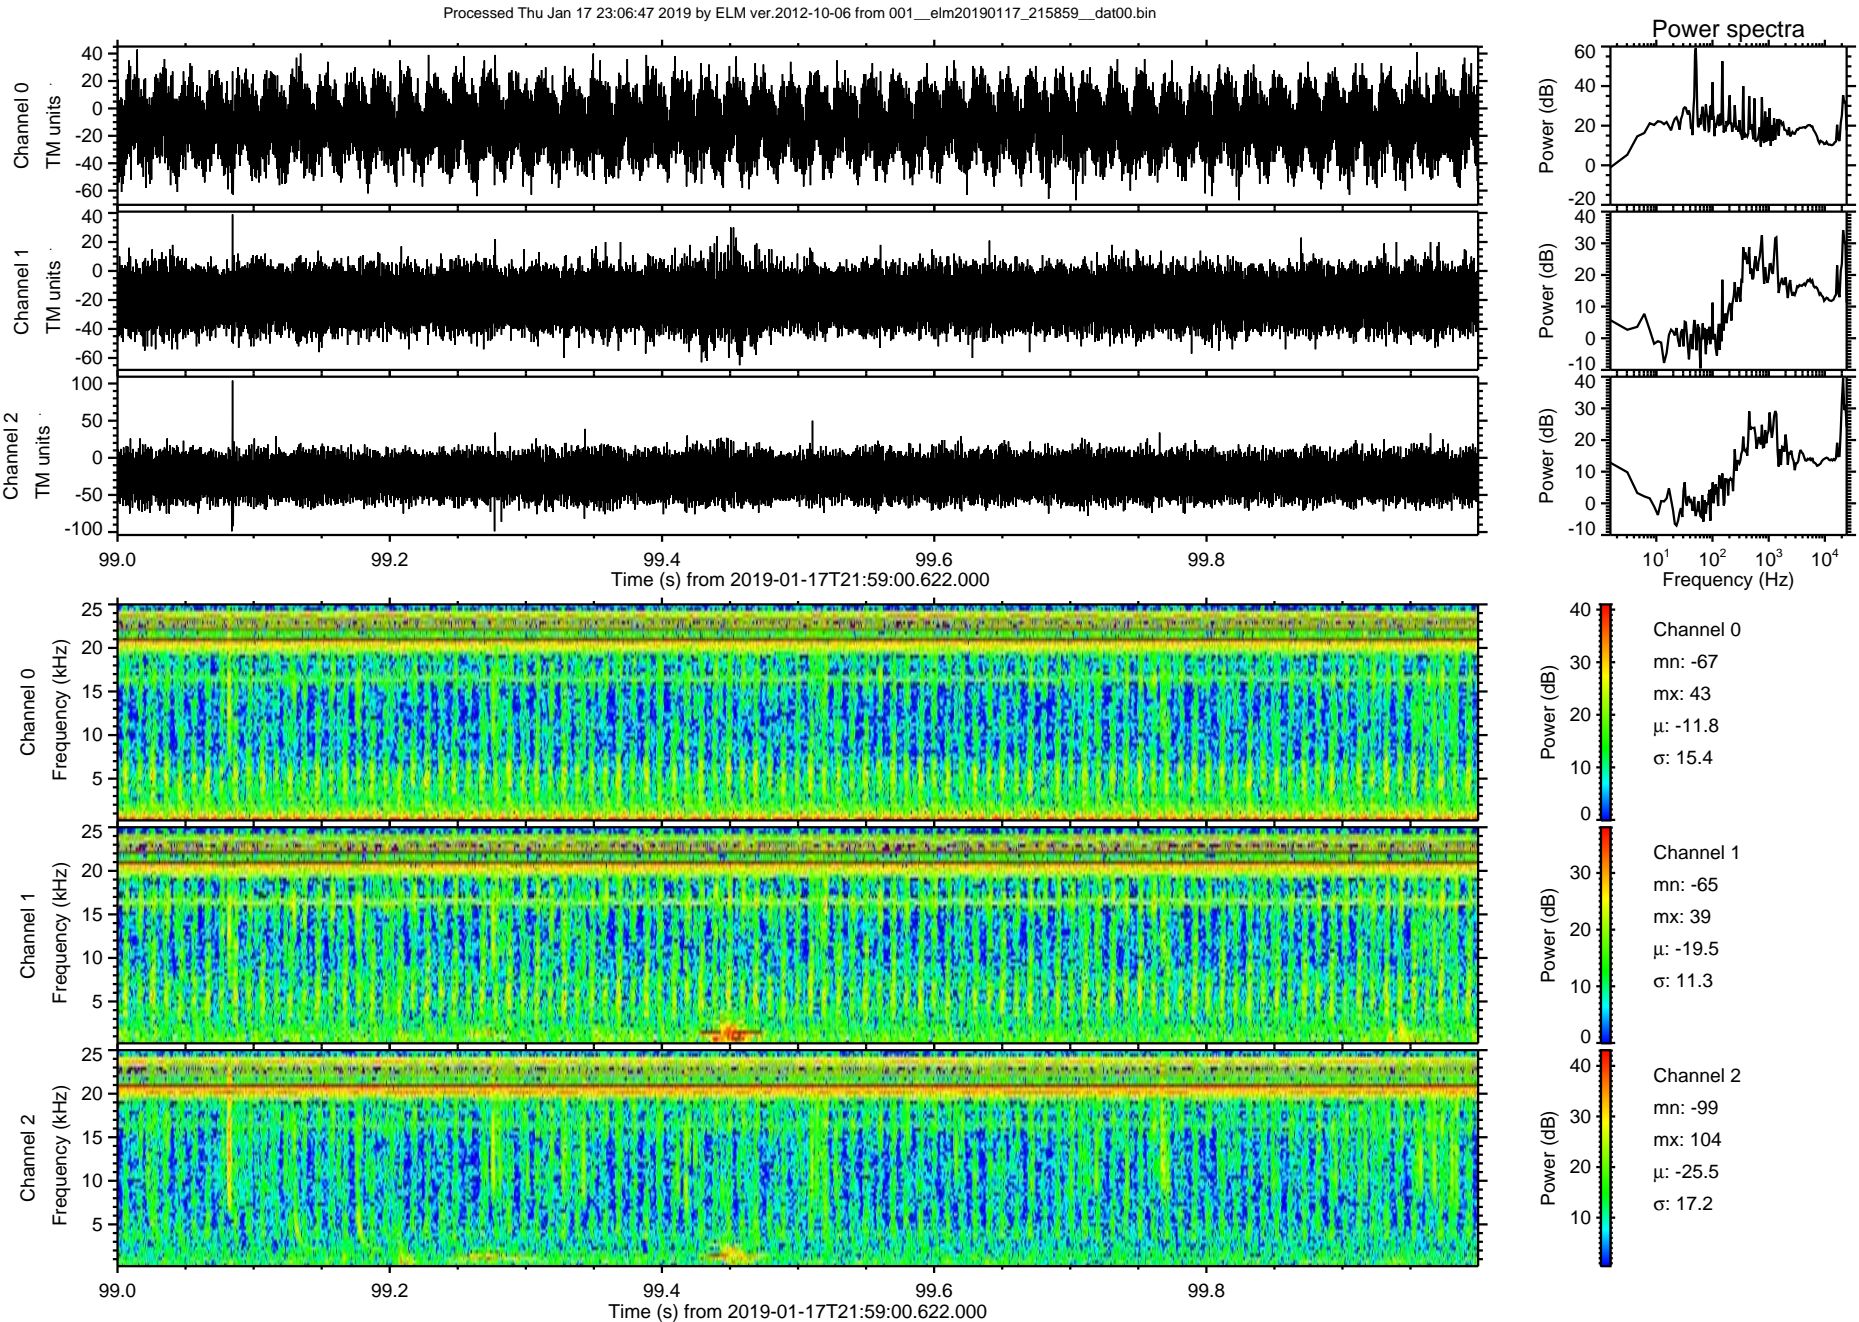 Processed Thu Jan 17 23:06:47 2019 by ELM ver.2012-10-06 from 001__elm20190117_215859__dat00.bin
Power spectra
Channel 0
TM units
40
20
0
-20
-40
-60
Power (dB)
60
40
20
0
-20
Channel 1
TM units
40
20
0
-20
-40
-60
Power (dB)
40
30
20
10
0
-10
Channel 2
TM units
100
50
0
-50
-100
Power (dB)
40
30
20
10
0
-10
99.0 99.2 99.4 99.6 99.8
Time (s) from 2019-01-17T21:59:00.622.000
10^1 10^2 10^3 10^4
Frequency (Hz)
Channel 0
Frequency (kHz)
25
20
15
10
5
Power (dB)
40
30
20
10
0
Channel 0
mn: -67
mx: 43
μ: -11.8
σ: 15.4
Channel 1
Frequency (kHz)
25
20
15
10
5
Power (dB)
30
20
10
0
Channel 1
mn: -65
mx: 39
μ: -19.5
σ: 11.3
Channel 2
Frequency (kHz)
25
20
15
10
5
Power (dB)
40
30
20
10
Channel 2
mn: -99
mx: 104
μ: -25.5
σ: 17.2
99.0 99.2 99.4 99.6 99.8
Time (s) from 2019-01-17T21:59:00.622.000